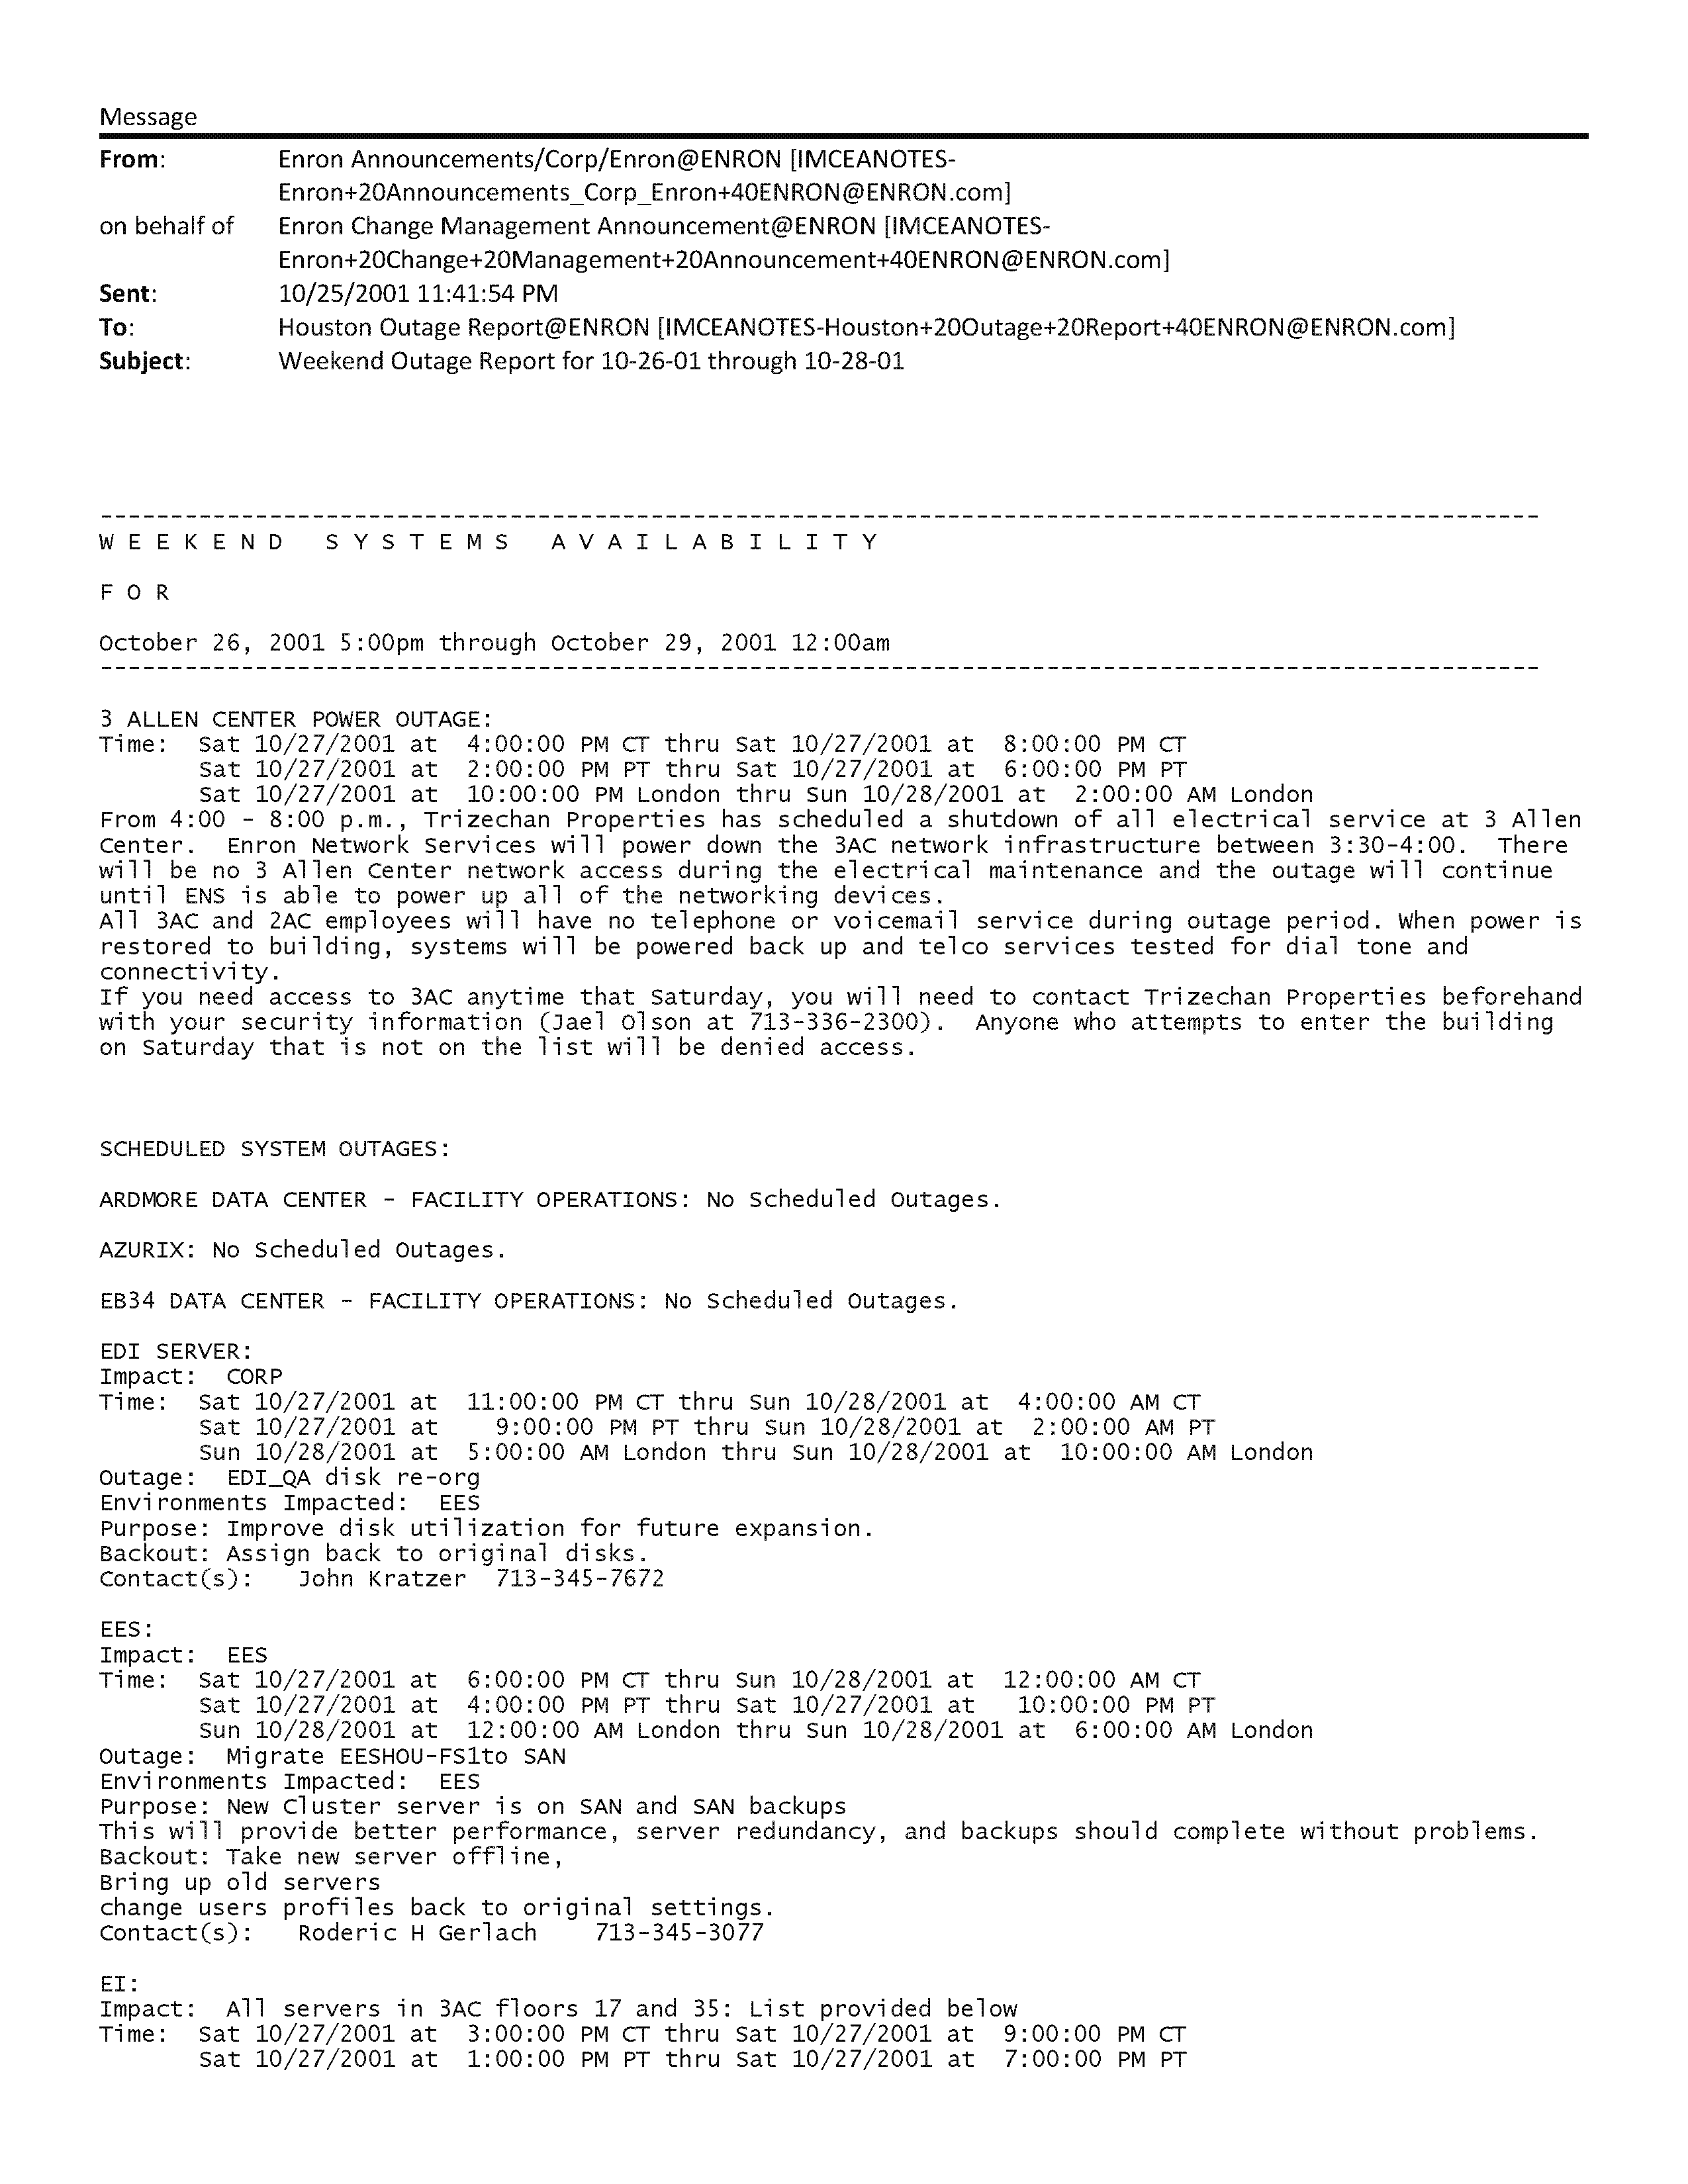 Message
From: Enron Announcements/Corp/Enron@ENRON [IMCEANOTES-
Enron+20Announcements_Corp_Enron+40ENRON@ENRON.com]
on behalf of Enron Change Management Announcement@ENRON [IMCEANOTES-
Enron+20Change+20Management+20Announcement+40ENRON@ENRON.com]
Sent: 10/25/2001 11:41:54 PM
To: Houston Outage Report@ENRON [IMCEANOTES-Houston+20Outage+20Report+40ENRON@ENRON.com]
Subject: Weekend Outage Report for 10-26-01 through 10-28-01
------------------------------------------------------------------------------------------------------
W E E K E N D   S Y S T E M S   A V A I L A B I L I T Y
F O R
October 26, 2001 5:00pm through October 29, 2001 12:00am
------------------------------------------------------------------------------------------------------
3 ALLEN CENTER POWER OUTAGE:
Time:  Sat 10/27/2001 at  4:00:00 PM CT thru Sat 10/27/2001 at  8:00:00 PM CT
Sat 10/27/2001 at  2:00:00 PM PT thru Sat 10/27/2001 at  6:00:00 PM PT
Sat 10/27/2001 at  10:00:00 PM London thru Sun 10/28/2001 at  2:00:00 AM London
From 4:00 - 8:00 p.m., Trizechan Properties has scheduled a shutdown of all electrical service at 3 Allen
Center.  Enron Network Services will power down the 3AC network infrastructure between 3:30-4:00.  There
will be no 3 Allen Center network access during the electrical maintenance and the outage will continue
until ENS is able to power up all of the networking devices.
All 3AC and 2AC employees will have no telephone or voicemail service during outage period. When power is
restored to building, systems will be powered back up and telco services tested for dial tone and
connectivity.
If you need access to 3AC anytime that Saturday, you will need to contact Trizechan Properties beforehand
with your security information (Jael Olson at 713-336-2300).  Anyone who attempts to enter the building
on Saturday that is not on the list will be denied access.
SCHEDULED SYSTEM OUTAGES:
ARDMORE DATA CENTER - FACILITY OPERATIONS: No Scheduled Outages.
AZURIX: No Scheduled Outages.
EB34 DATA CENTER - FACILITY OPERATIONS: No Scheduled Outages.
EDI SERVER:
Impact:  CORP
Time:  Sat 10/27/2001 at  11:00:00 PM CT thru Sun 10/28/2001 at  4:00:00 AM CT
Sat 10/27/2001 at    9:00:00 PM PT thru Sun 10/28/2001 at  2:00:00 AM PT
Sun 10/28/2001 at  5:00:00 AM London thru Sun 10/28/2001 at  10:00:00 AM London
Outage:  EDI_QA disk re-org
Environments Impacted:  EES
Purpose: Improve disk utilization for future expansion.
Backout: Assign back to original disks.
Contact(s):   John Kratzer  713-345-7672
EES:
Impact:  EES
Time:  Sat 10/27/2001 at  6:00:00 PM CT thru Sun 10/28/2001 at  12:00:00 AM CT
Sat 10/27/2001 at  4:00:00 PM PT thru Sat 10/27/2001 at   10:00:00 PM PT
Sun 10/28/2001 at  12:00:00 AM London thru Sun 10/28/2001 at  6:00:00 AM London
Outage:  Migrate EESHOU-FS1to SAN
Environments Impacted:  EES
Purpose: New Cluster server is on SAN and SAN backups
This will provide better performance, server redundancy, and backups should complete without problems.
Backout: Take new server offline,
Bring up old servers
change users profiles back to original settings.
Contact(s):   Roderic H Gerlach    713-345-3077
EI:
Impact:  All servers in 3AC floors 17 and 35: List provided below
Time:  Sat 10/27/2001 at  3:00:00 PM CT thru Sat 10/27/2001 at  9:00:00 PM CT
Sat 10/27/2001 at  1:00:00 PM PT thru Sat 10/27/2001 at  7:00:00 PM PT